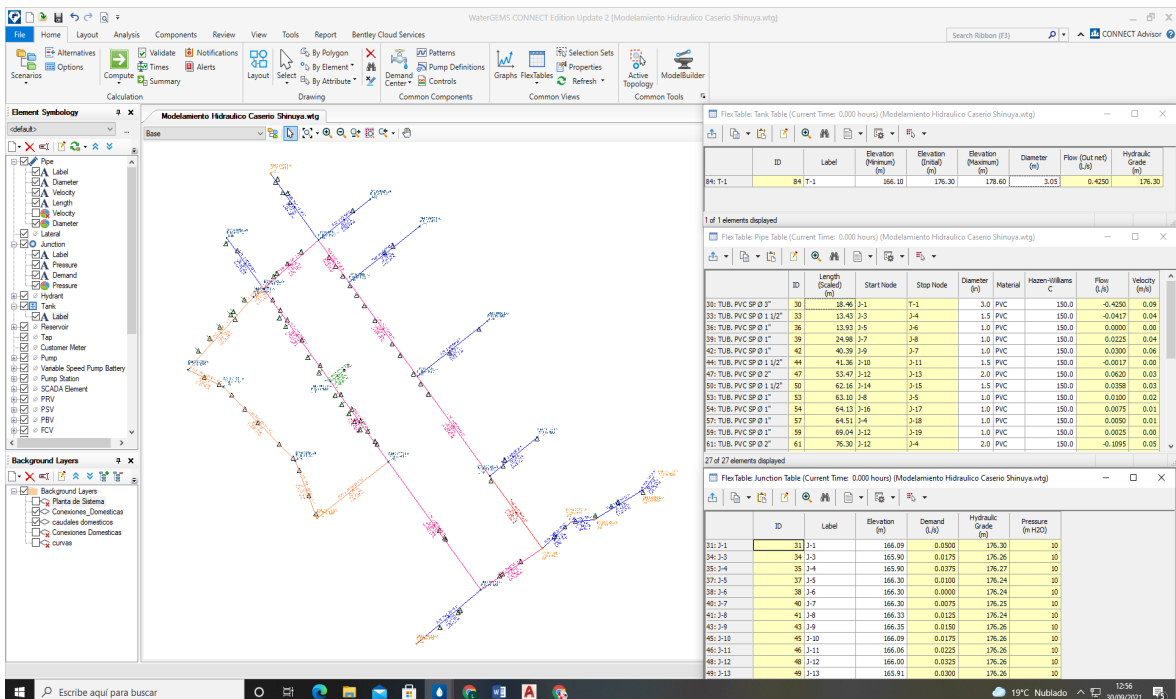 WaterGEMS CONNECT Edition Update 2 [Modelamiento Hidraulico Caserio Shinuya.wtg]
File Home Layout Analysis Components Review View Tools Report Bentley Cloud Services
Search Ribbon (F3)
CONNECT Advisor
Scenarios
Alternatives
Options
Compute
Validate
Times
Summary
Notifications
Alerts
Calculation
Layout
Select
By Polygon
By Element
By Attribute
Drawing
Demand Center
Patterns
Pump Definitions
Controls
Common Components
Graphs
FlexTables
Selection Sets
Properties
Refresh
Common Views
Active Topology
ModelBuilder
Common Tools
Element Symbology
<default>
Pipe
Label
Diameter
Velocity
Length
Velocity
Diameter
Lateral
Junction
Label
Pressure
Demand
Pressure
Hydrant
Tank
Label
Reservoir
Tap
Customer Meter
Pump
Variable Speed Pump Battery
Pump Station
SCADA Element
PRV
PSV
PBV
FCV
Background Layers
Background Layers
Planta de Sistema
Conexiones_Domesticas
caudales domesticos
Conexiones Domesticas
curvas
Modelamiento Hidraulico Caserio Shinuya.wtg
Base
FlexTable: Tank Table (Current Time: 0.000 hours) (Modelamiento Hidraulico Caserio Shinuya.wtg)
ID Label Elevation (Minimum) (m) Elevation (Initial) (m) Elevation (Maximum) (m) Diameter (m) Flow (Out net) (L/s) Hydraulic Grade (m)
84: T-1 84 T-1 166.10 176.30 178.60 3.05 0.4250 176.30
1 of 1 elements displayed
FlexTable: Pipe Table (Current Time: 0.000 hours) (Modelamiento Hidraulico Caserio Shinuya.wtg)
ID Length (Scaled) (m) Start Node Stop Node Diameter (in) Material Hazen-Williams C Flow (L/s) Velocity (m/s)
30: TUB. PVC SP Ø 3" 30 18.46 J-1 T-1 3.0 PVC 150.0 -0.4250 0.09
33: TUB. PVC SP Ø 1 1/2" 33 13.43 J-3 J-4 1.5 PVC 150.0 -0.0417 0.04
36: TUB. PVC SP Ø 1" 36 13.93 J-5 J-6 1.0 PVC 150.0 0.0000 0.00
39: TUB. PVC SP Ø 1" 39 24.98 J-7 J-8 1.0 PVC 150.0 0.0225 0.04
42: TUB. PVC SP Ø 1" 42 40.39 J-9 J-7 1.0 PVC 150.0 0.0300 0.06
44: TUB. PVC SP Ø 1 1/2" 44 41.36 J-10 J-11 1.5 PVC 150.0 -0.0017 0.00
47: TUB. PVC SP Ø 2" 47 53.47 J-12 J-13 2.0 PVC 150.0 0.0620 0.03
50: TUB. PVC SP Ø 1 1/2" 50 62.16 J-14 J-15 1.5 PVC 150.0 0.0358 0.03
53: TUB. PVC SP Ø 1" 53 63.10 J-8 J-5 1.0 PVC 150.0 0.0100 0.02
54: TUB. PVC SP Ø 1" 54 64.13 J-16 J-17 1.0 PVC 150.0 0.0075 0.01
57: TUB. PVC SP Ø 1" 57 64.51 J-4 J-18 1.0 PVC 150.0 0.0050 0.01
59: TUB. PVC SP Ø 1" 59 69.04 J-12 J-19 1.0 PVC 150.0 0.0025 0.00
61: TUB. PVC SP Ø 2" 61 76.30 J-12 J-4 2.0 PVC 150.0 -0.1095 0.05
27 of 27 elements displayed
FlexTable: Junction Table (Current Time: 0.000 hours) (Modelamiento Hidraulico Caserio Shinuya.wtg)
ID Label Elevation (m) Demand (L/s) Hydraulic Grade (m) Pressure (m H2O)
31: J-1 31 J-1 166.09 0.0500 176.30 10
34: J-3 34 J-3 165.90 0.0175 176.26 10
35: J-4 35 J-4 165.90 0.0375 176.27 10
37: J-5 37 J-5 166.30 0.0100 176.24 10
38: J-6 38 J-6 166.30 0.0000 176.24 10
40: J-7 40 J-7 166.30 0.0075 176.25 10
41: J-8 41 J-8 166.33 0.0125 176.24 10
43: J-9 43 J-9 166.35 0.0150 176.26 10
45: J-10 45 J-10 166.09 0.0175 176.26 10
46: J-11 46 J-11 166.06 0.0225 176.26 10
48: J-12 48 J-12 166.00 0.0325 176.26 10
49: J-13 49 J-13 165.91 0.0300 176.26 10
Escribe aquí para buscar
19°C Nublado
12:56
30/09/2021